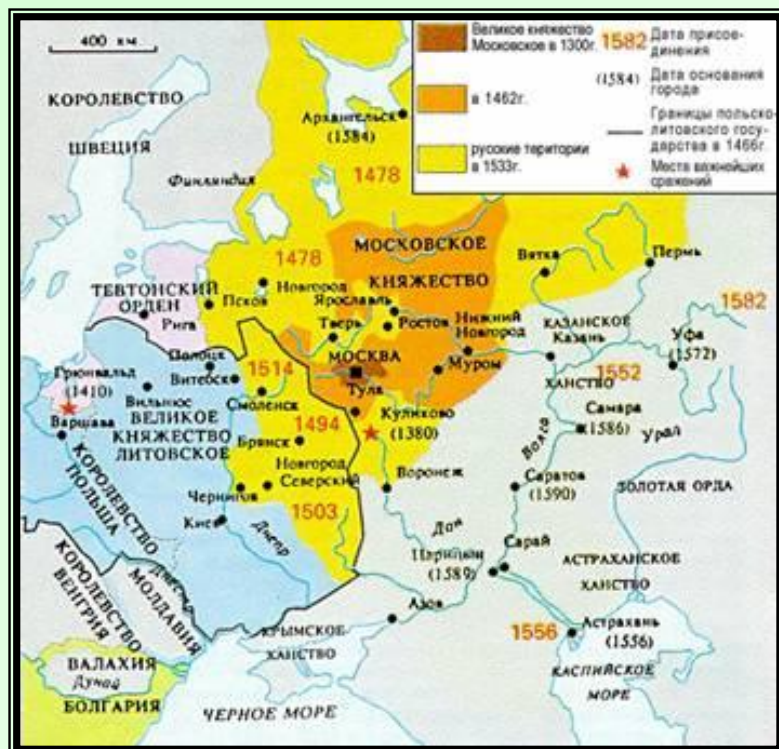 400 км
Великое княжество
Московское в 1300г.
в 1462г.
русские територии
в 1533г.
1582 Дата присое-
динения
(1584) Дата основания
города
Границы польско-
литовского госу-
дарства в 1466г.
Места важнейших
сражений
КОРОЛЕВСТВО
ШВЕЦИЯ
Финляндия
Архангельск
(1584)
1478
1478
МОСКОВСКОЕ
КНЯЖЕСТВО
Вятка
Пермь
ТЕВТОНСКИЙ
ОРДЕН
Рига
Псков
Новгород
Ярославль
Ростов
Тверь
Нижний
Новгород
КАЗАНСКОЕ
Казань
ХАНСТВО
1552
1582
Уфа
(1572)
Полоцк
Витебск
1514
МОСКВА
Муром
Тула
Грюнвальд
(1410)
Вильнюс
Смоленск
ВЕЛИКОЕ
КНЯЖЕСТВО
ЛИТОВСКОЕ
Варшава
1494
Куликово
(1380)
Самара
(1586)
Урал
Волга
Брянск
Новгород
Северский
Воронеж
Саратов
(1590)
ЗОЛОТАЯ ОРДА
КОРОЛЕВСТВО
ПОЛЬША
Чернигов
1503
Киев
Днепр
Дон
Царицын
(1589)
Сарай
АСТРАХАНСКОЕ
ХАНСТВО
КОРОЛЕВСТВО
ВЕНГРИЯ
Днестр
МОЛДАВИЯ
Азов
КРЫМСКОЕ
ХАНСТВО
1556
Астрахань
(1556)
ВАЛАХИЯ
Дунай
БОЛГАРИЯ
ЧЕРНОЕ МОРЕ
КАСПИЙСКОЕ
МОРЕ